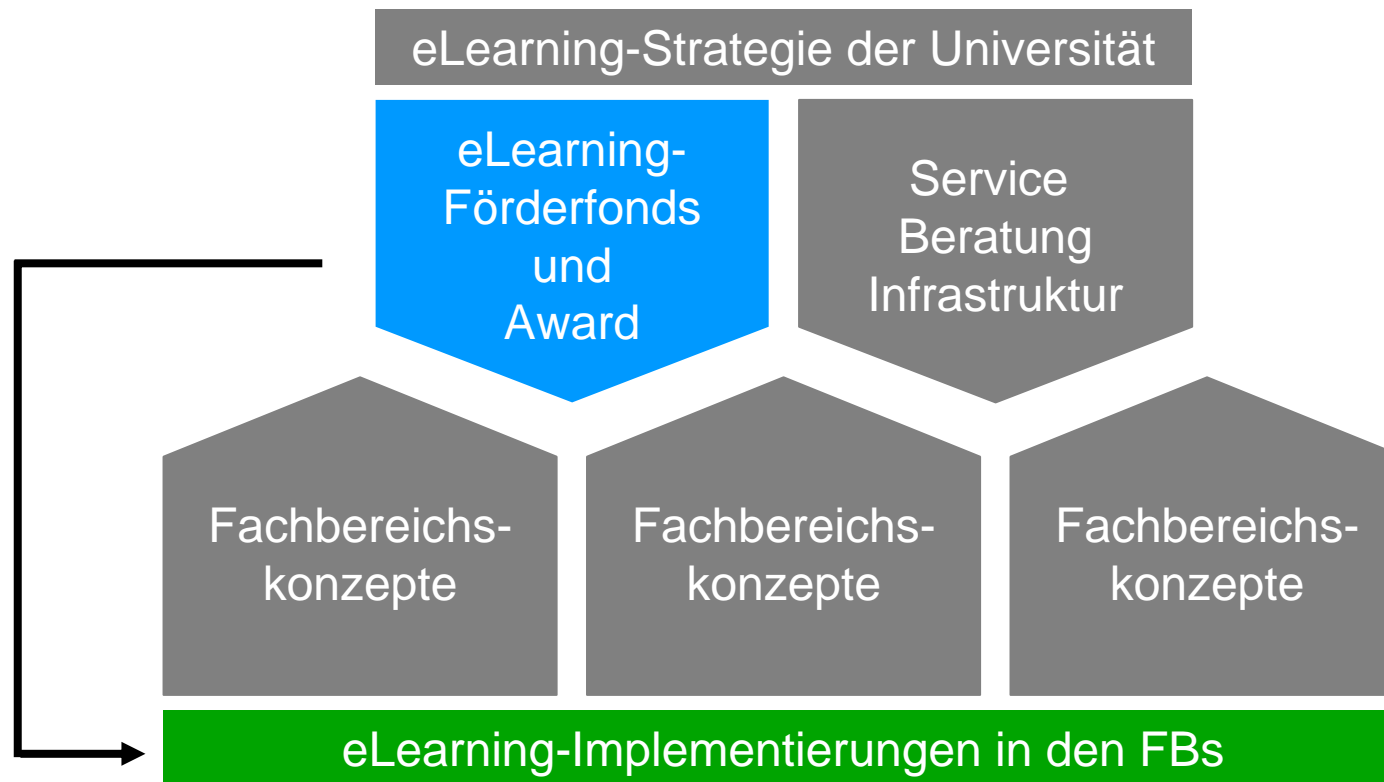 eLearning-Strategie der Universität
eLearning-
Förderfonds
und
Award
Service
Beratung
Infrastruktur
Fachbereichs-
konzepte
Fachbereichs-
konzepte
Fachbereichs-
konzepte
eLearning-Implementierungen in den FBs